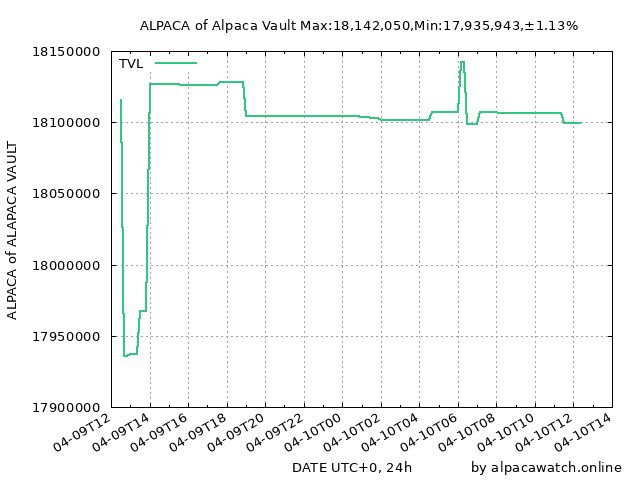 ALPACA of Alpaca Vault Max:18,142,050,Min:17,935,943,±1.13%
18150000
TVL
18100000
18050000
18000000
17950000
17900000
ALPACA of ALAPACA VAULT
04-09T12
04-09T14
04-09T16
04-09T18
04-09T20
04-09T22
04-10T00
04-10T02
04-10T04
04-10T06
04-10T08
04-10T10
04-10T12
04-10T14
DATE UTC+0, 24h
by alpacawatch.online